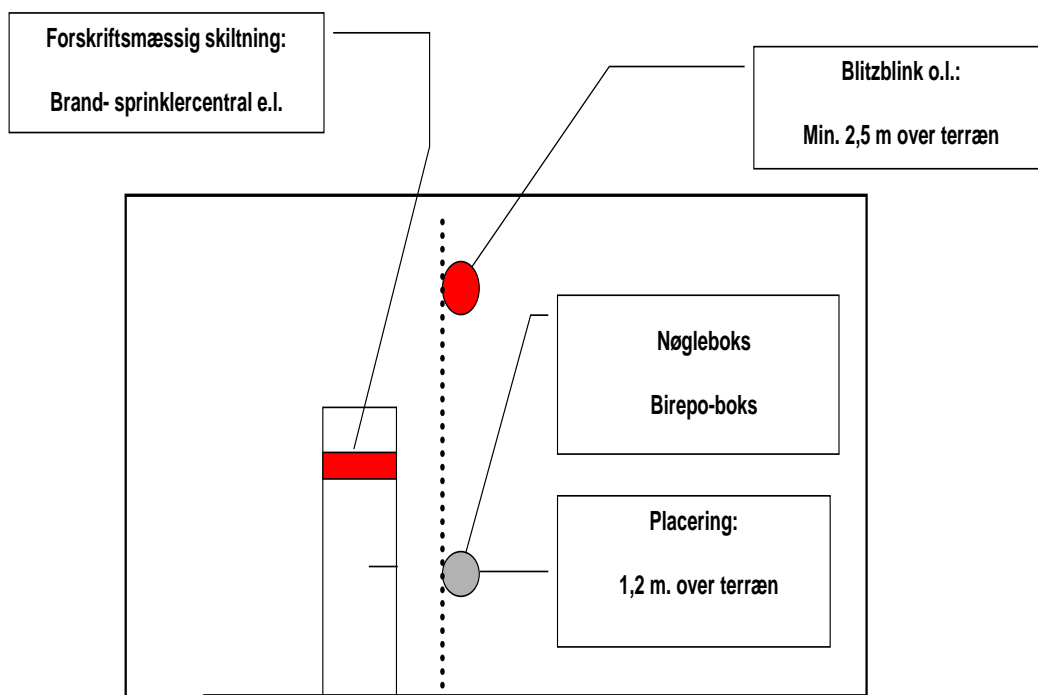 Forskriftsmæssig skiltning:
Brand- sprinklercentral e.l.
Blitzblink o.l.:
Min. 2,5 m over terræn
Nøgleboks
Birepo-boks
Placering:
1,2 m. over terræn